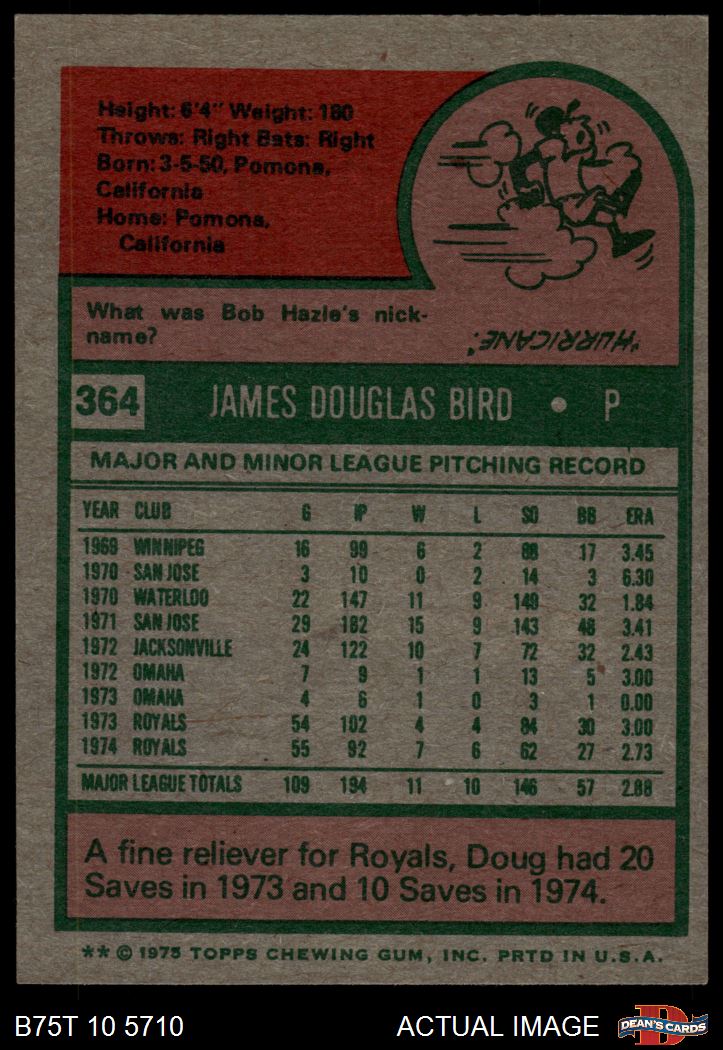 Height: 6'4" Weight: 180
Throws: Right Bats: Right
Born: 3-5-50, Pomona,
California
Home: Pomona,
California
What was Bob Hazle's nick-
name?
"HURRICANE."
364 JAMES DOUGLAS BIRD • P
MAJOR AND MINOR LEAGUE PITCHING RECORD
YEAR CLUB G IP W L SO BB ERA
1969 WINNIPEG 16 99 6 2 88 17 3.45
1970 SAN JOSE 3 10 0 2 14 3 6.30
1970 WATERLOO 22 147 11 9 149 32 1.84
1971 SAN JOSE 29 182 15 9 143 48 3.41
1972 JACKSONVILLE 24 122 10 7 72 32 2.43
1972 OMAHA 7 9 1 1 13 5 3.00
1973 OMAHA 4 6 1 0 3 1 0.00
1973 ROYALS 54 102 4 4 84 30 3.00
1974 ROYALS 55 92 7 6 62 27 2.73
MAJOR LEAGUE TOTALS 109 194 11 10 146 57 2.88
A fine reliever for Royals, Doug had 20
Saves in 1973 and 10 Saves in 1974.
** © 1975 TOPPS CHEWING GUM, INC. PRTD IN U.S.A.
B75T 10 5710 ACTUAL IMAGE D DEAN'S CARDS